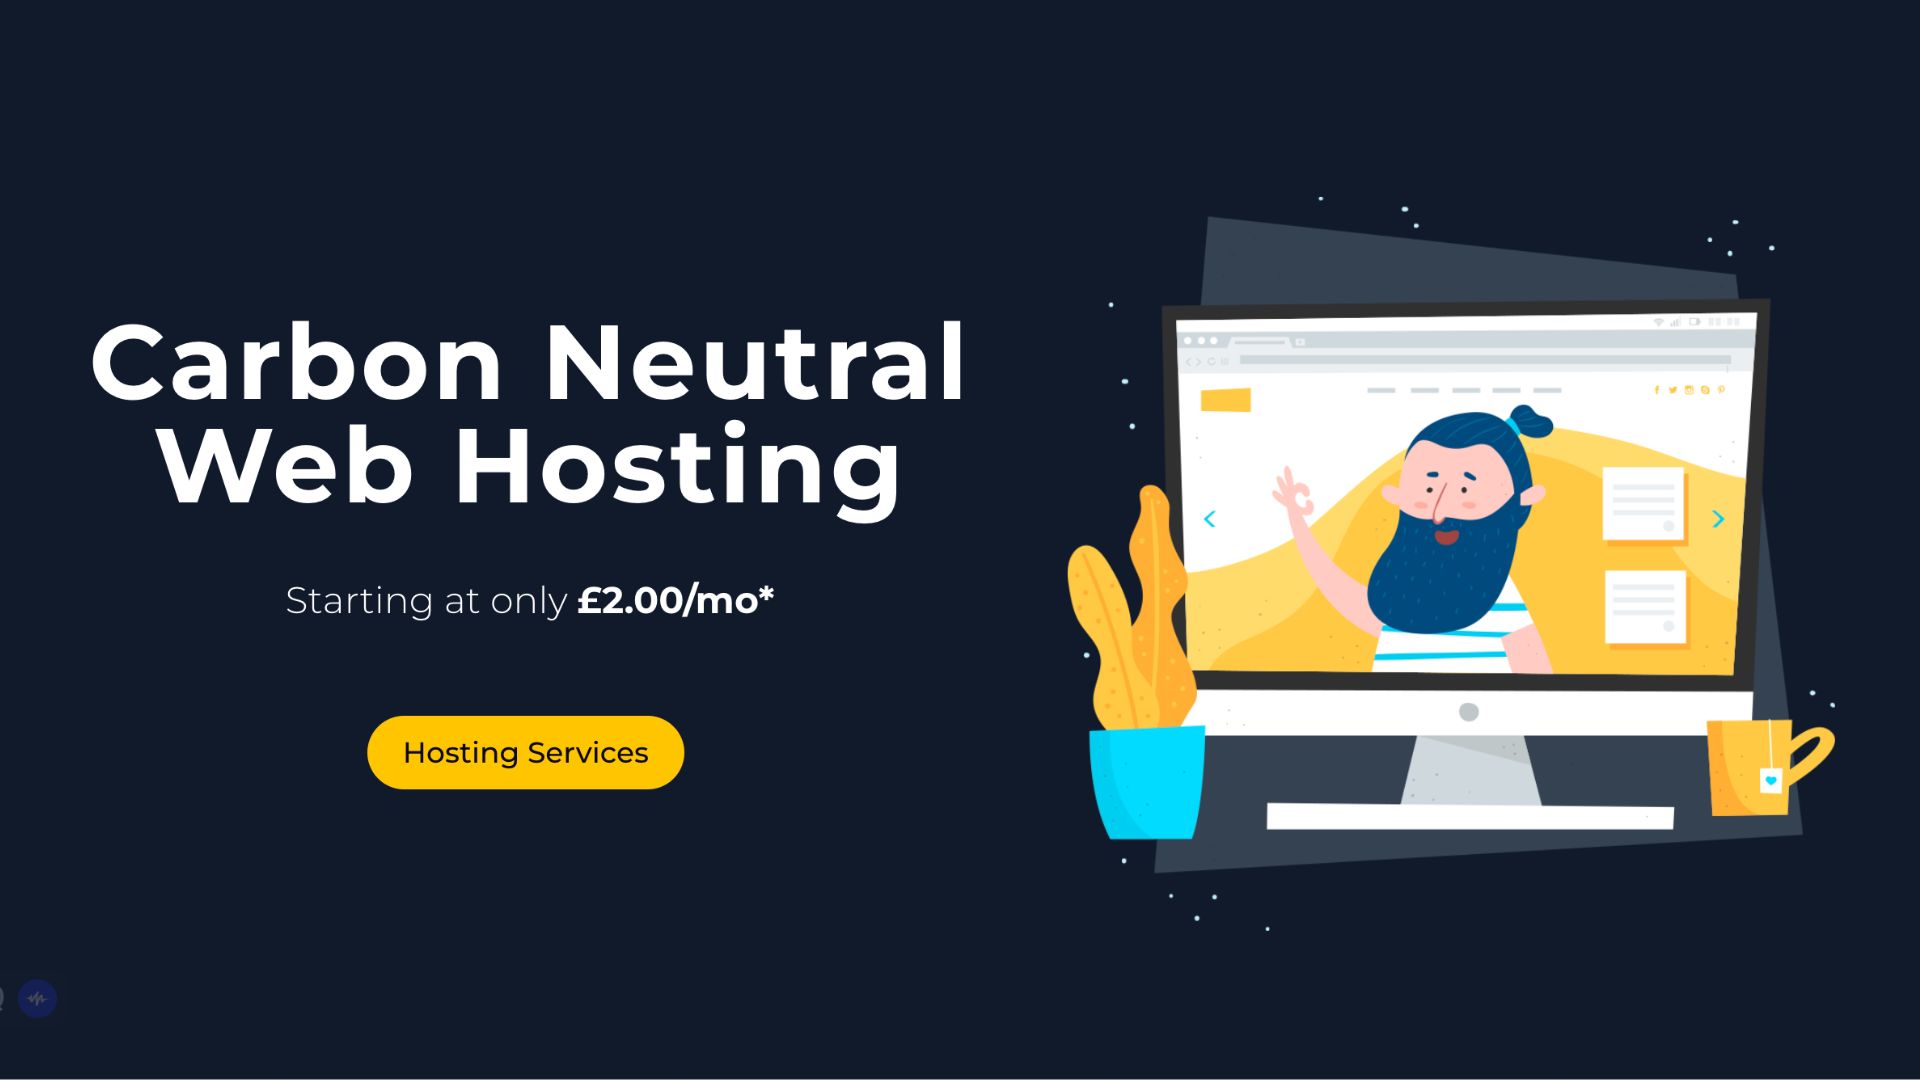 Carbon Neutral
Web Hosting
Starting at only £2.00/mo*
Hosting Services